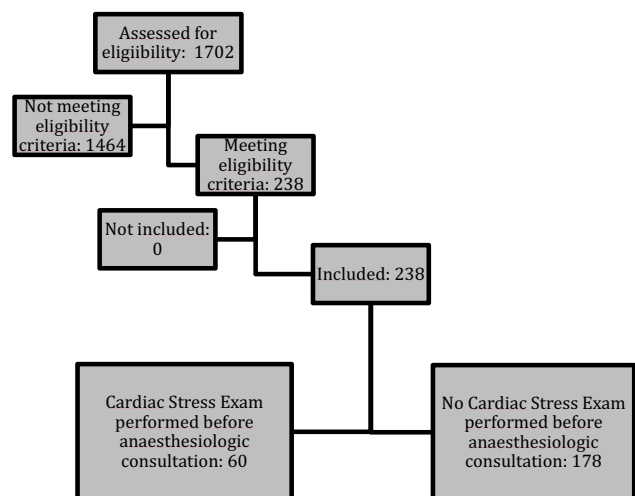 Assessed for
eligiibility: 1702
Not meeting
eligibility
criteria: 1464
Meeting
eligibility
criteria: 238
Not included:
0
Included: 238
Cardiac Stress Exam
performed before
anaesthesiologic
consultation: 60
No Cardiac Stress Exam
performed before
anaesthesiologic
consultation: 178